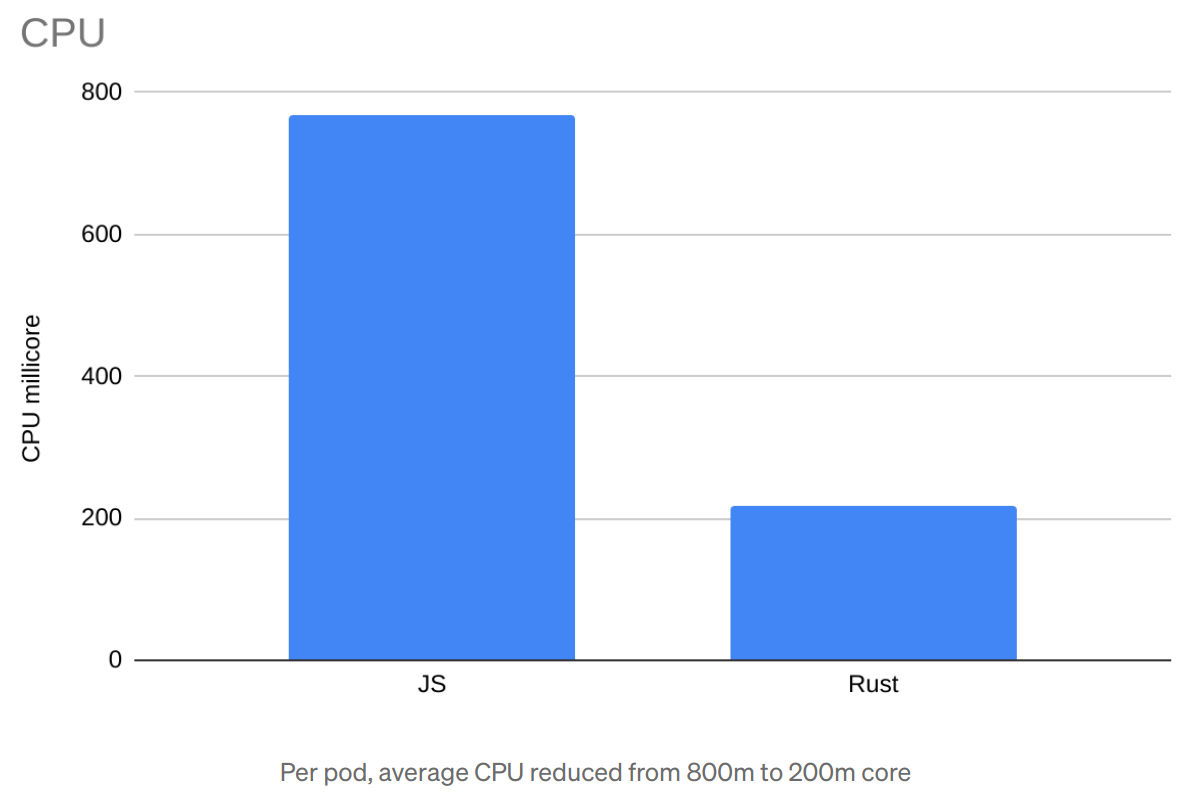 CPU
800
600
400
200
0
CPU millicore
JS
Rust
Per pod, average CPU reduced from 800m to 200m core